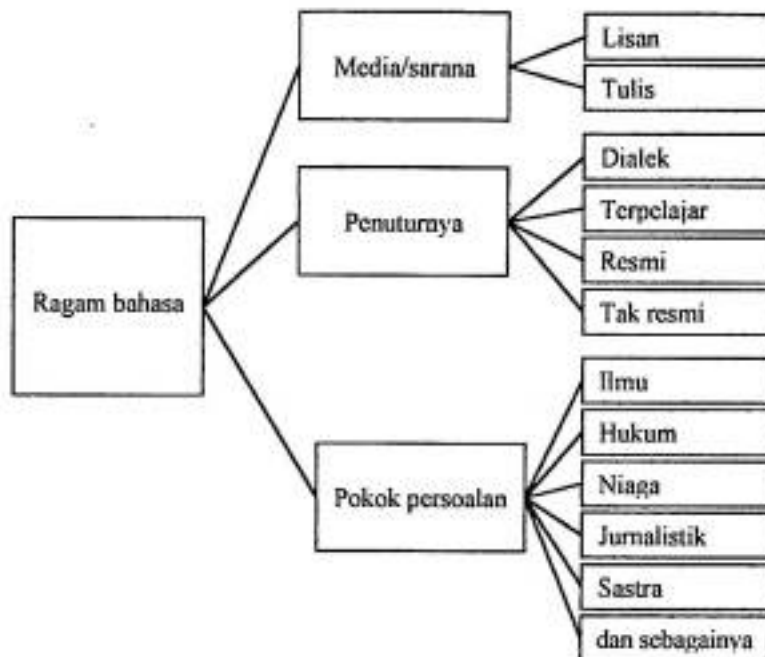 Ragam bahasa
Media/sarana
Lisan
Tulis
Penuturnya
Dialek
Terpelajar
Resmi
Tak resmi
Pokok persoalan
Ilmu
Hukum
Niaga
Jurnalistik
Sastra
dan sebagainya